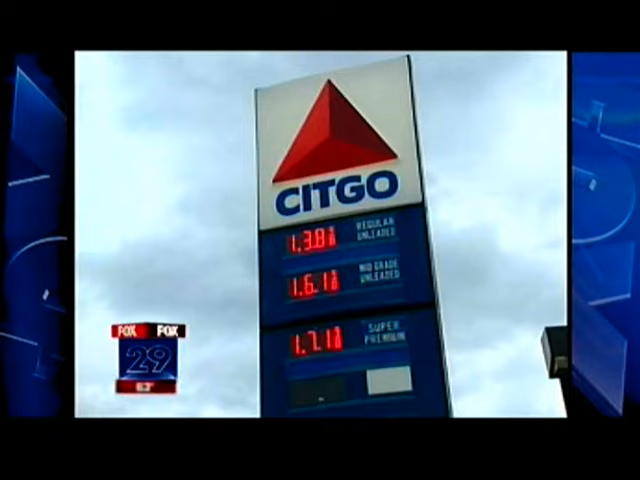 CITGO
1.38
REGULAR
UNLEADED
1.61
MID GRADE
UNLEADED
1.71
SUPER
PREMIUM
FOX FOX
29